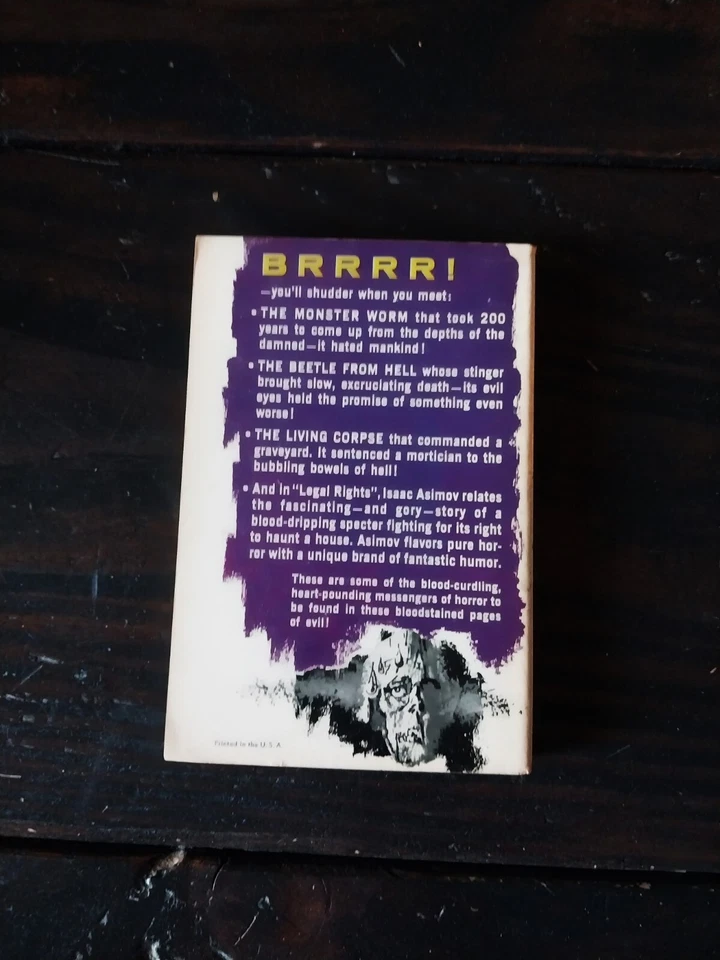 BRRRR!
—you'll shudder when you meet:
• THE MONSTER WORM that took 200
years to come up from the depths of the
damned—it hated mankind!
• THE BEETLE FROM HELL whose stinger
brought slow, excruciating death—its evil
eyes held the promise of something even
worse!
• THE LIVING CORPSE that commanded a
graveyard. It sentenced a mortician to the
bubbling bowels of hell!
• And in "Legal Rights", Isaac Asimov relates
the fascinating—and gory—story of a
blood-dripping specter fighting for its right
to haunt a house. Asimov flavors pure hor-
ror with a unique brand of fantastic humor.
These are some of the blood-curdling,
heart-pounding messengers of horror to
be found in these bloodstained pages
of evil!
Printed in the U. S. A.